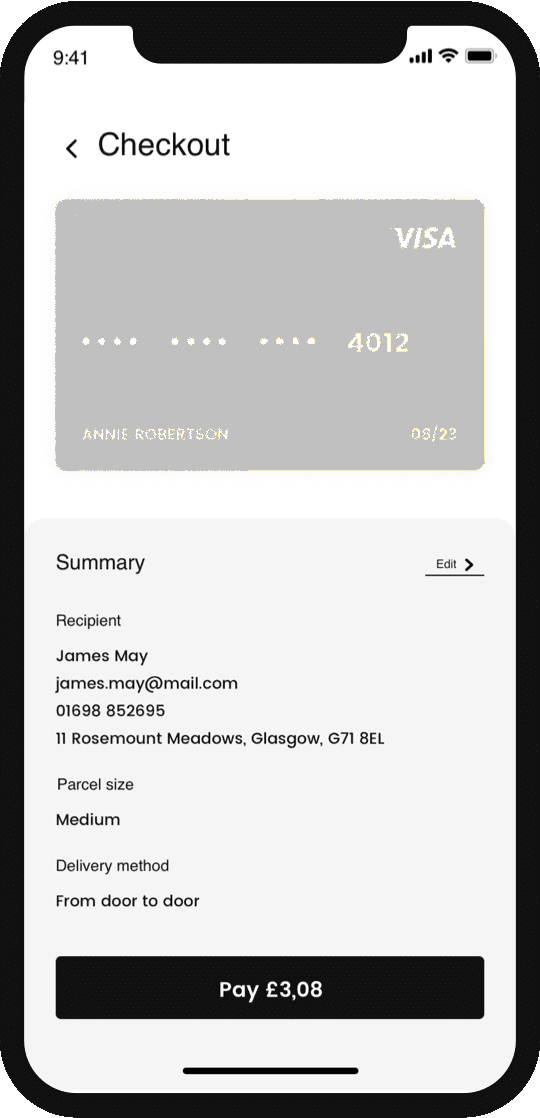 9:41
Checkout
VISA
•••• •••• •••• 4012
ANNIE ROBERTSON 08/23
Summary Edit
Recipient
James May
james.may@mail.com
01698 852695
11 Rosemount Meadows, Glasgow, G71 8EL
Parcel size
Medium
Delivery method
From door to door
Pay £3,08